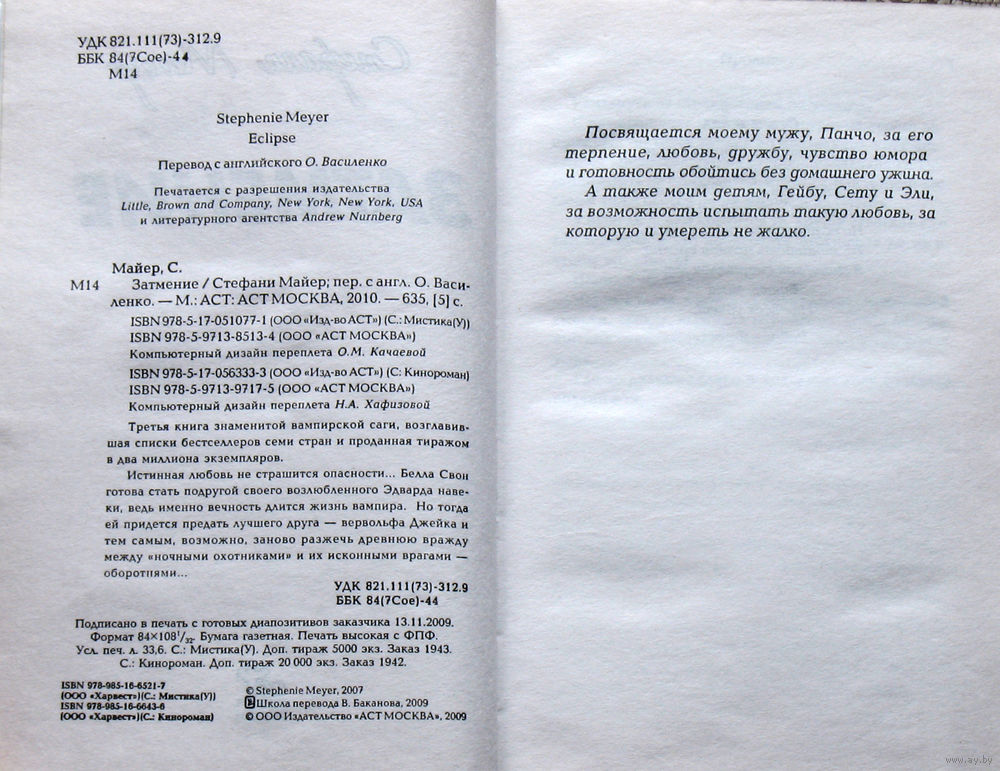 УДК 821.111(73)-312.9
ББК 84(7Сое)-44
М14
Stephenie Meyer
Eclipse
Перевод с английского О. Василенко
Печатается с разрешения издательства
Little, Brown and Company, New York, New York, USA
и литературного агентства Andrew Nurnberg
Майер, С.
М14 Затмение / Стефани Майер; пер. с англ. О. Васи-
ленко. — М.: АСТ: АСТ МОСКВА, 2010. — 635, [5] с.
ISBN 978-5-17-051077-1 (ООО «Изд-во АСТ») (С.: Мистика(У))
ISBN 978-5-9713-8513-4 (ООО «АСТ МОСКВА»)
Компьютерный дизайн переплета О.М. Качаевой
ISBN 978-5-17-056333-3 (ООО «Изд-во АСТ») (С: Кинороман)
ISBN 978-5-9713-9717-5 (ООО «АСТ МОСКВА»)
Компьютерный дизайн переплета Н.А. Хафизовой
Третья книга знаменитой вампирской саги, возглавив-
шая списки бестселлеров семи стран и проданная тиражом
в два миллиона экземпляров.
Истинная любовь не страшится опасности... Белла Свон
готова стать подругой своего возлюбленного Эдварда наве-
ки, ведь именно вечность длится жизнь вампира. Но тогда
ей придется предать лучшего друга — вервольфа Джейка и
тем самым, возможно, заново разжечь древнюю вражду
между «ночными охотниками» и их исконными врагами —
оборотнями...
УДК 821.111(73)-312.9
ББК 84(7Сое)-44
Подписано в печать с готовых диапозитивов заказчика 13.11.2009.
Формат 84×108¹/₃₂. Бумага газетная. Печать высокая с ФПФ.
Усл. печ. л. 33,6. С.: Мистика(У). Доп. тираж 5000 экз. Заказ 1943.
С.: Кинороман. Доп. тираж 20 000 экз. Заказ 1942.
ISBN 978-985-16-6521-7
(ООО «Харвест»)(С.: Мистика(У))
ISBN 978-985-16-6643-6
(ООО «Харвест»)(С.: Кинороман)
© Stephenie Meyer, 2007
Школа перевода В. Баканова, 2009
© ООО Издательство «АСТ МОСКВА», 2009
Посвящается моему мужу, Панчо, за его
терпение, любовь, дружбу, чувство юмора
и готовность обойтись без домашнего ужина.
А также моим детям, Гейбу, Сету и Эли,
за возможность испытать такую любовь, за
которую и умереть не жалко.
www.ay.by